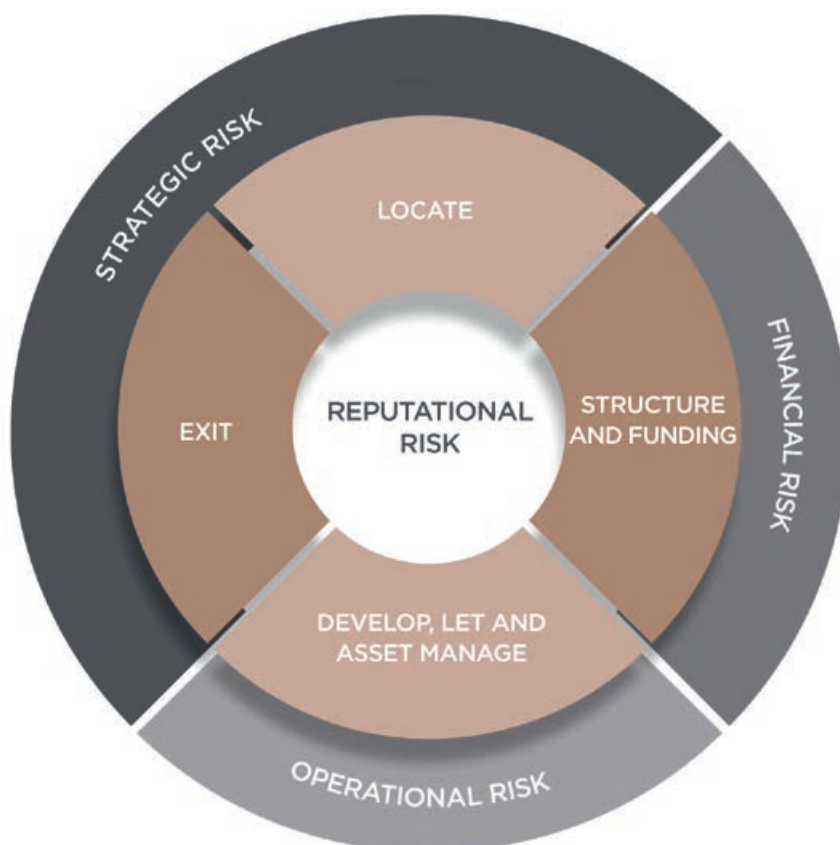 STRATEGIC RISK
LOCATE
FINANCIAL RISK
STRUCTURE
AND FUNDING
REPUTATIONAL
RISK
EXIT
DEVELOP, LET AND
ASSET MANAGE
OPERATIONAL RISK